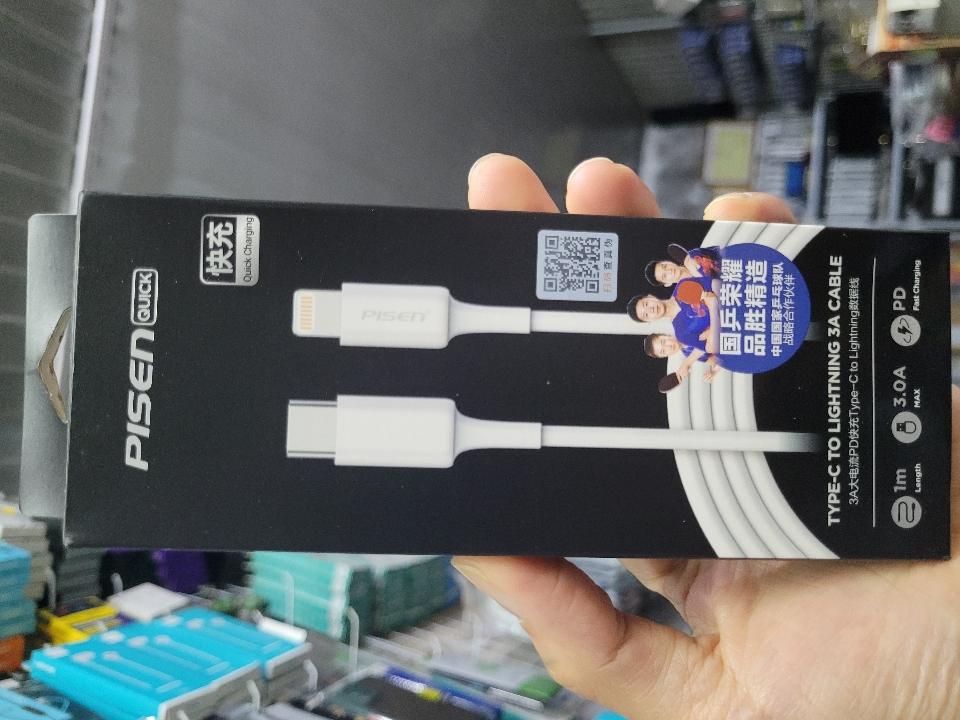 PISEN QUICK
快充
Quick Charging
PISEN
扫码查真伪
国乒荣耀
品胜精造
中国国家乒乓球队
战略合作伙伴
TYPE-C TO LIGHTNING 3A CABLE
3A大电流PD快充Type-C to Lightning数据线
1m
Length
3.0A
MAX
PD
Fast Charging